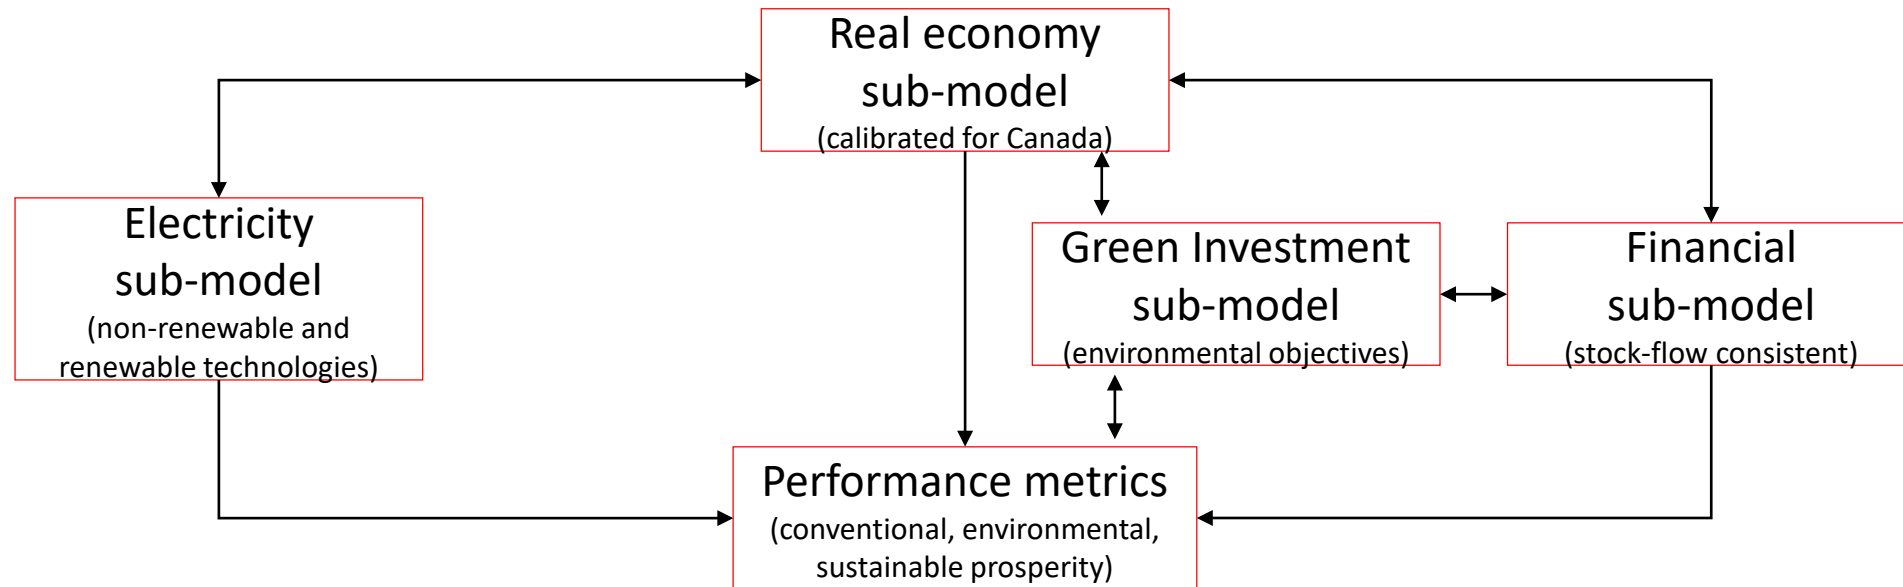 Real economy
sub-model
(calibrated for Canada)
Electricity
sub-model
(non-renewable and
renewable technologies)
Green Investment
sub-model
(environmental objectives)
Financial
sub-model
(stock-flow consistent)
Performance metrics
(conventional, environmental,
sustainable prosperity)